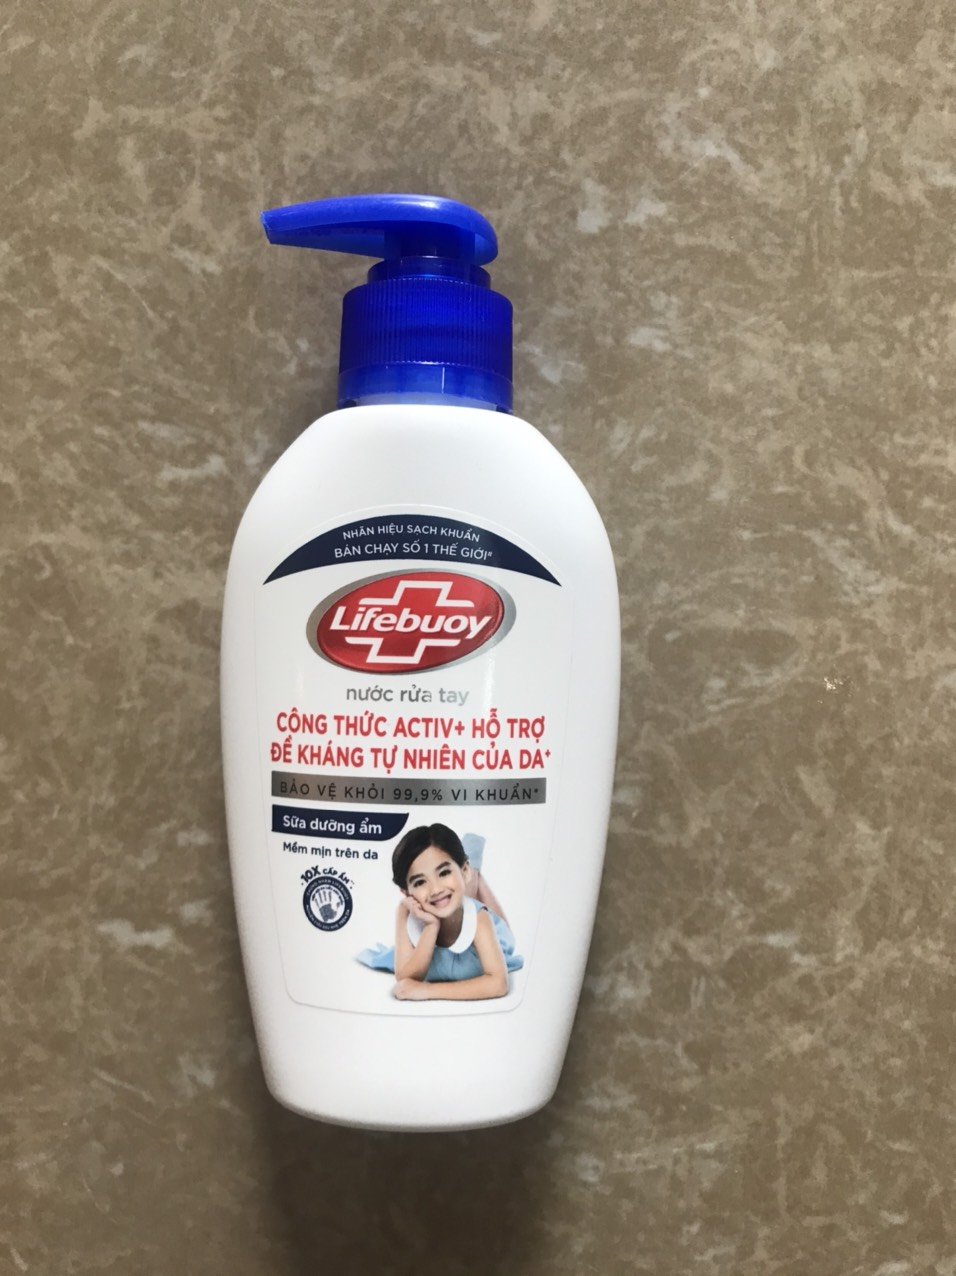 NHÃN HIỆU SẠCH KHUẨN
BÁN CHẠY SỐ 1 THẾ GIỚI#
Lifebuoy
nước rửa tay
CÔNG THỨC ACTIV+ HỖ TRỢ
ĐỀ KHÁNG TỰ NHIÊN CỦA DA+
BẢO VỆ KHỎI 99,9% VI KHUẨN*
Sữa dưỡng ẩm
Mềm mịn trên da
10X CẤP ẨM